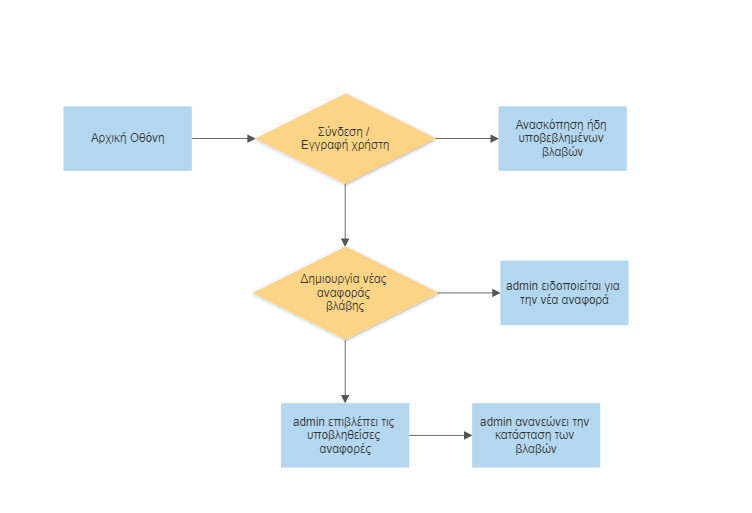 Αρχική Οθόνη
Σύνδεση /
Εγγραφή χρήστη
Ανασκόπηση ήδη
υποβεβλημένων
βλαβών
Δημιουργία νέας
αναφοράς
βλάβης
admin ειδοποιείται για
την νέα αναφορά
admin επιβλέπει τις
υποβληθείσες
αναφορές
admin ανανεώνει την
κατάσταση των
βλαβών